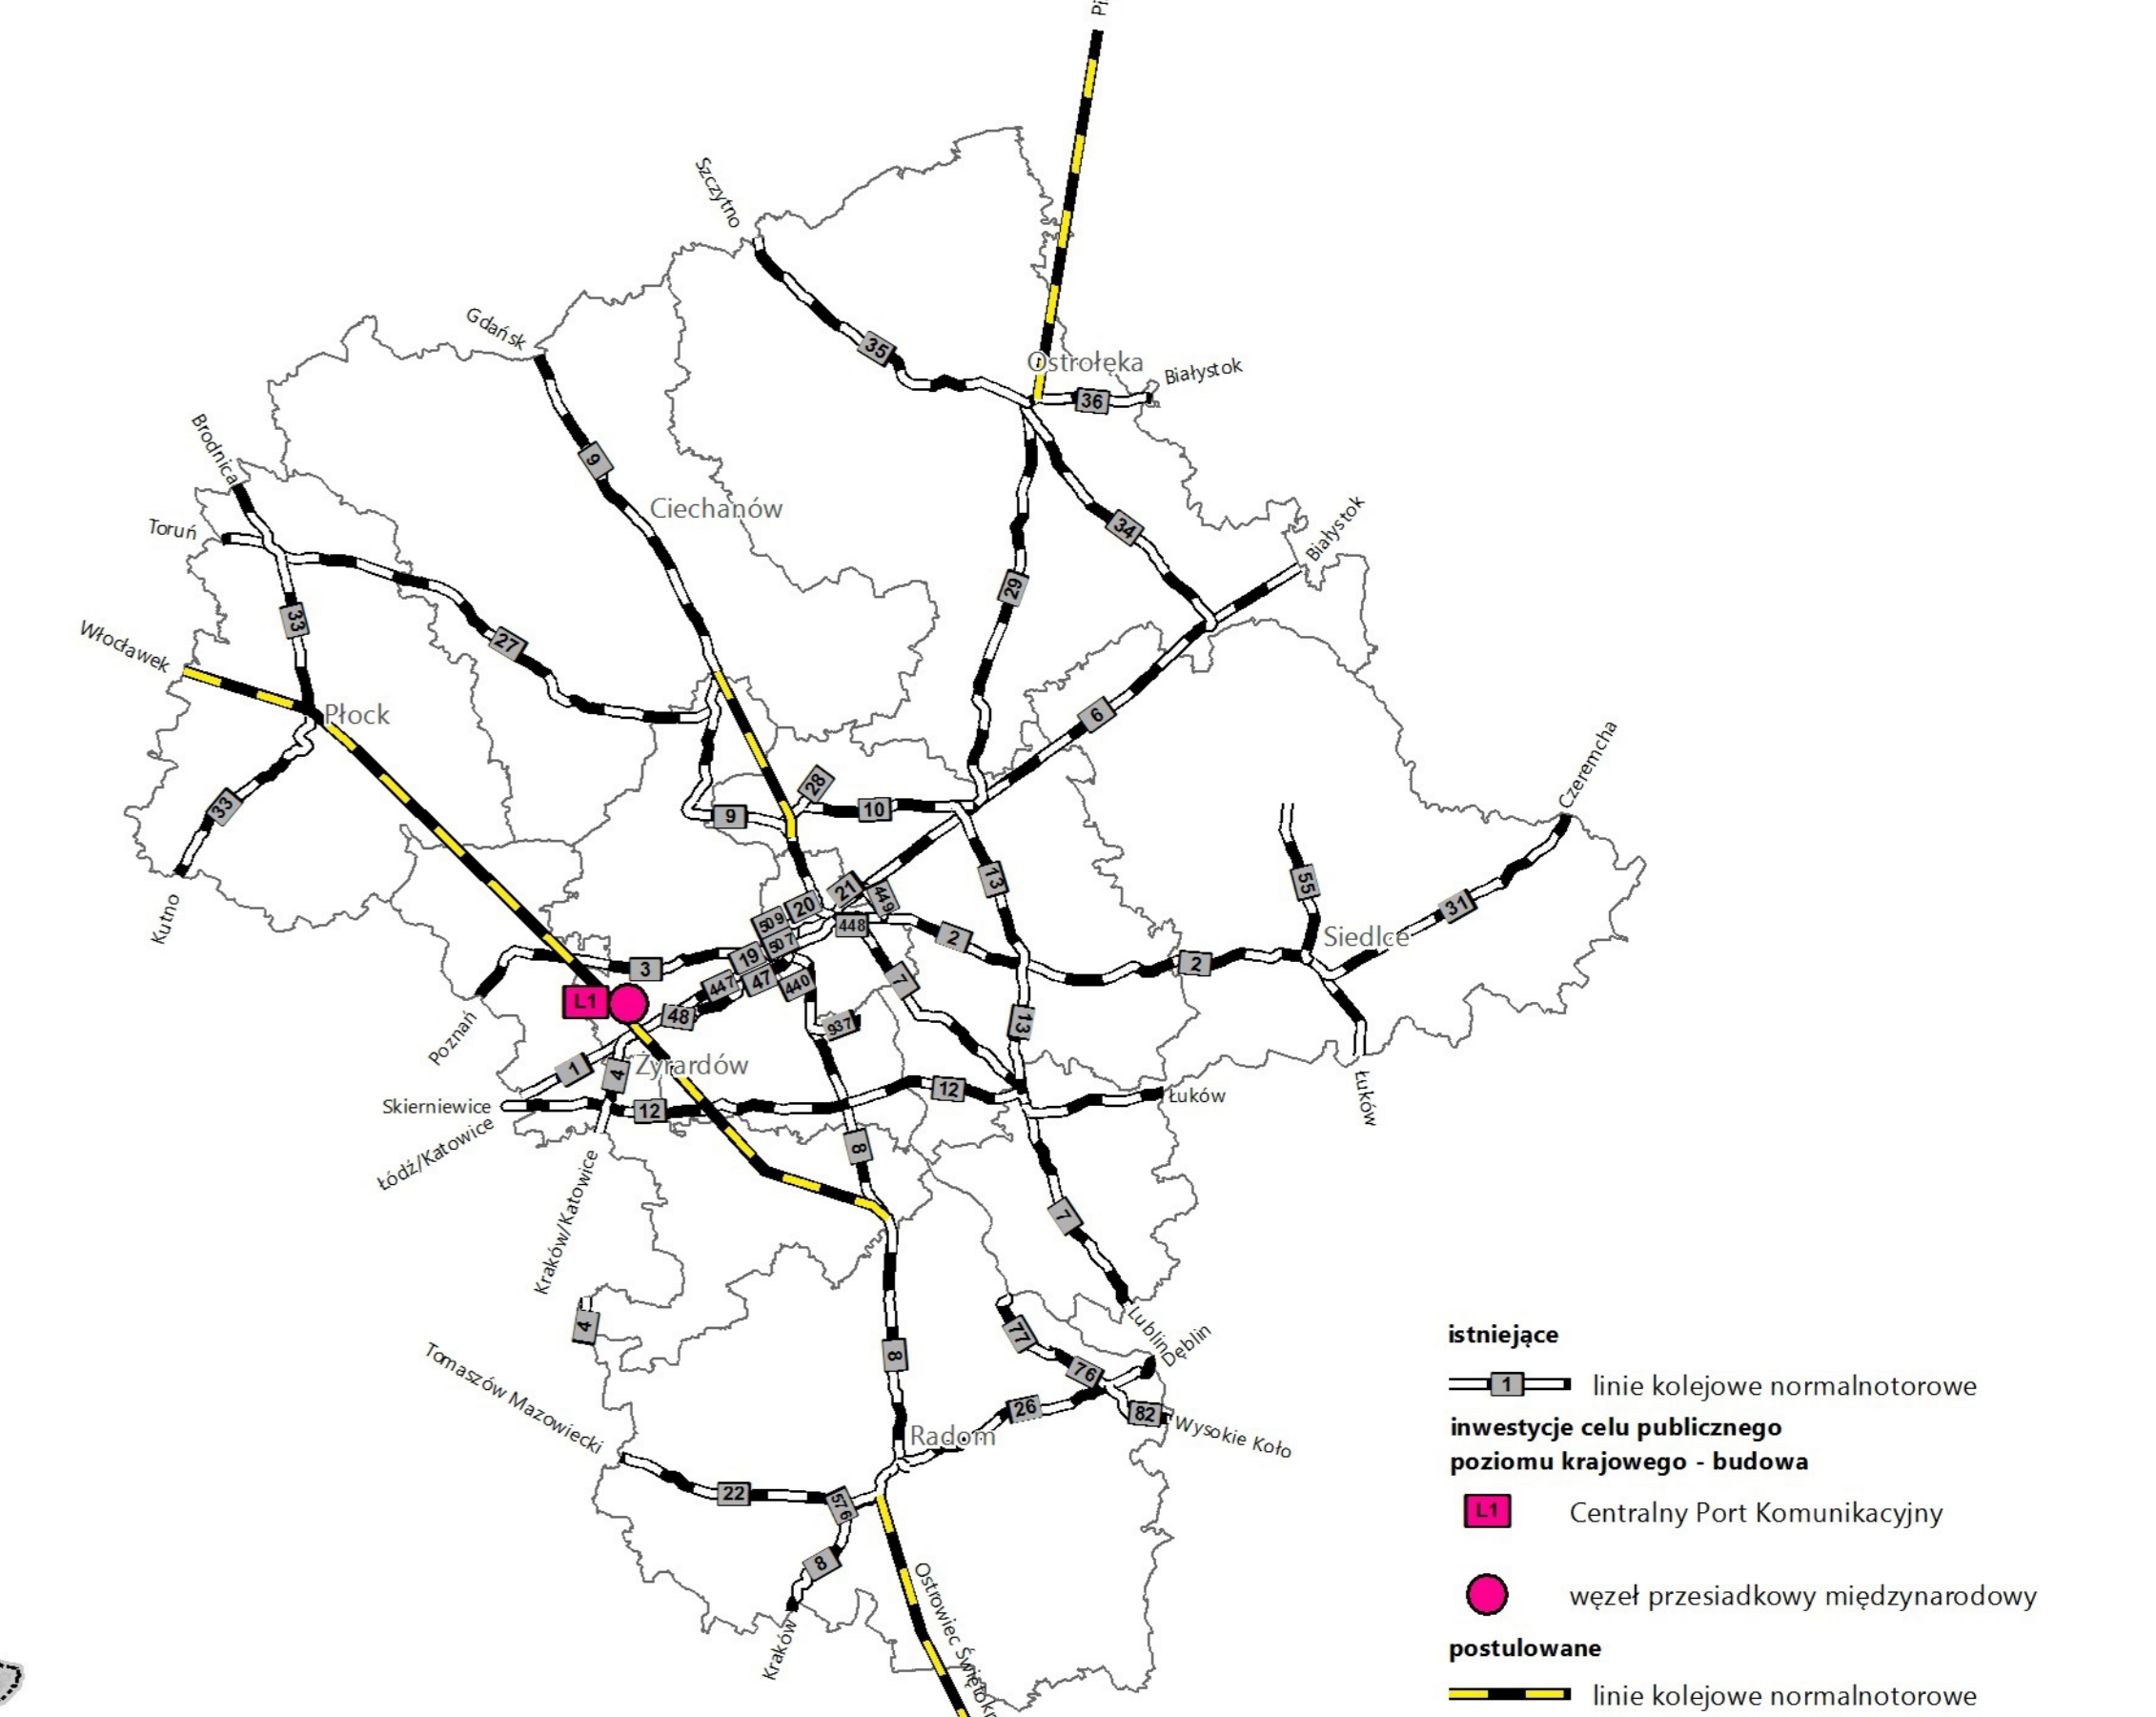 Pi
Szczytno
Gdańsk
35
Ostrołęka
Białystok
36
Brodnica
9
Ciechanów
Toruń
34
Białystok
29
33
Włocławek
27
Płock
6
Czeremcha
33
28
9
10
Kutno
13
55
31
21
449
20
509
448
507
2
Siedlce
2
19
3
447
47
440
7
L1
48
937
13
Poznań
1
4
Żyrardów
Skierniewice
12
12
Łuków
Łuków
Łódź/Katowice
8
Kraków/Katowice
7
4
77
Lublin
Dęblin
Tomaszów Mazowiecki
8
76
26
82
Wysokie Koło
Radom
22
576
8
Ostrowiec Świętokr
Kraków
istniejące
1 linie kolejowe normalnotorowe
inwestycje celu publicznego
poziomu krajowego - budowa
L1 Centralny Port Komunikacyjny
węzeł przesiadkowy międzynarodowy
postulowane
linie kolejowe normalnotorowe